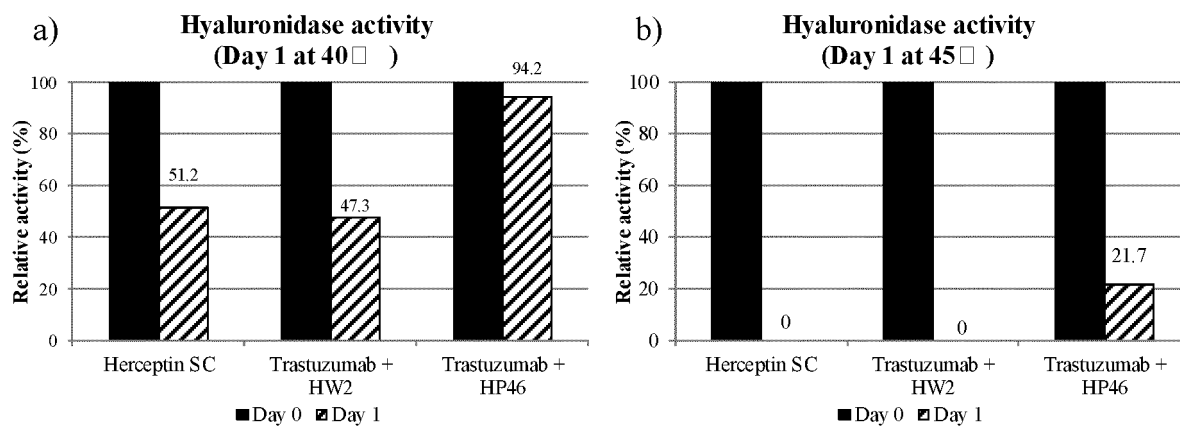 a)
Hyaluronidase activity
(Day 1 at 40□ )
Relative activity (%)
100
80
60
40
20
0
51.2
47.3
94.2
Herceptin SC
Trastuzumab +
HW2
Trastuzumab +
HP46
Day 0 Day 1
b)
Hyaluronidase activity
(Day 1 at 45□ )
Relative activity (%)
100
80
60
40
20
0
0
0
21.7
Herceptin SC
Trastuzumab +
HW2
Trastuzumab +
HP46
Day 0 Day 1